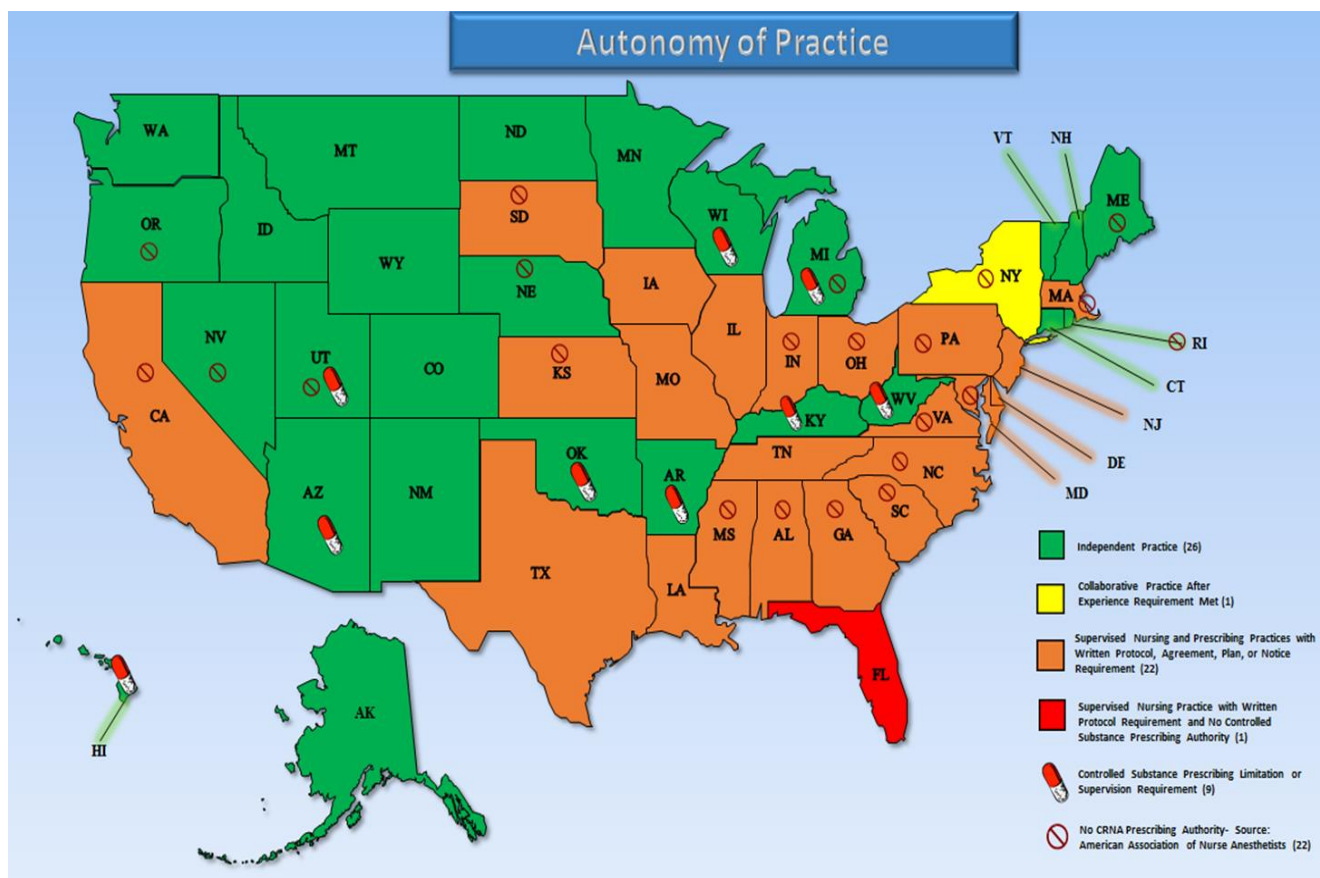 Autonomy of Practice
WA
MT
ND
MN
VT
NH
ME
OR
ID
SD
WI
MI
WY
NY
IA
NE
MA
NV
UT
CO
IL
IN
OH
PA
RI
CA
KS
MO
WV
CT
KY
VA
NJ
TN
DE
OK
AR
NC
MD
AZ
NM
SC
MS
AL
GA
TX
LA
FL
AK
HI
Independent Practice (26)
Collaborative Practice After
Experience Requirement Met (1)
Supervised Nursing and Prescribing Practices with
Written Protocol, Agreement, Plan, or Notice
Requirement (22)
Supervised Nursing Practice with Written
Protocol Requirement and No Controlled
Substance Prescribing Authority (1)
Controlled Substance Prescribing Limitation or
Supervision Requirement (9)
No CRNA Prescribing Authority- Source:
American Association of Nurse Anesthetists (22)